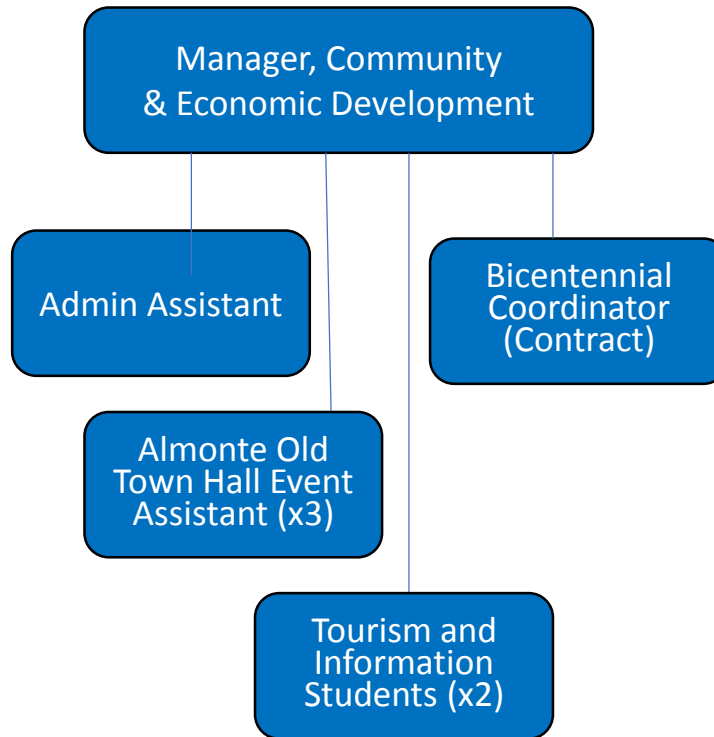 Manager, Community
& Economic Development
Admin Assistant
Bicentennial
Coordinator
(Contract)
Almonte Old
Town Hall Event
Assistant (x3)
Tourism and
Information
Students (x2)